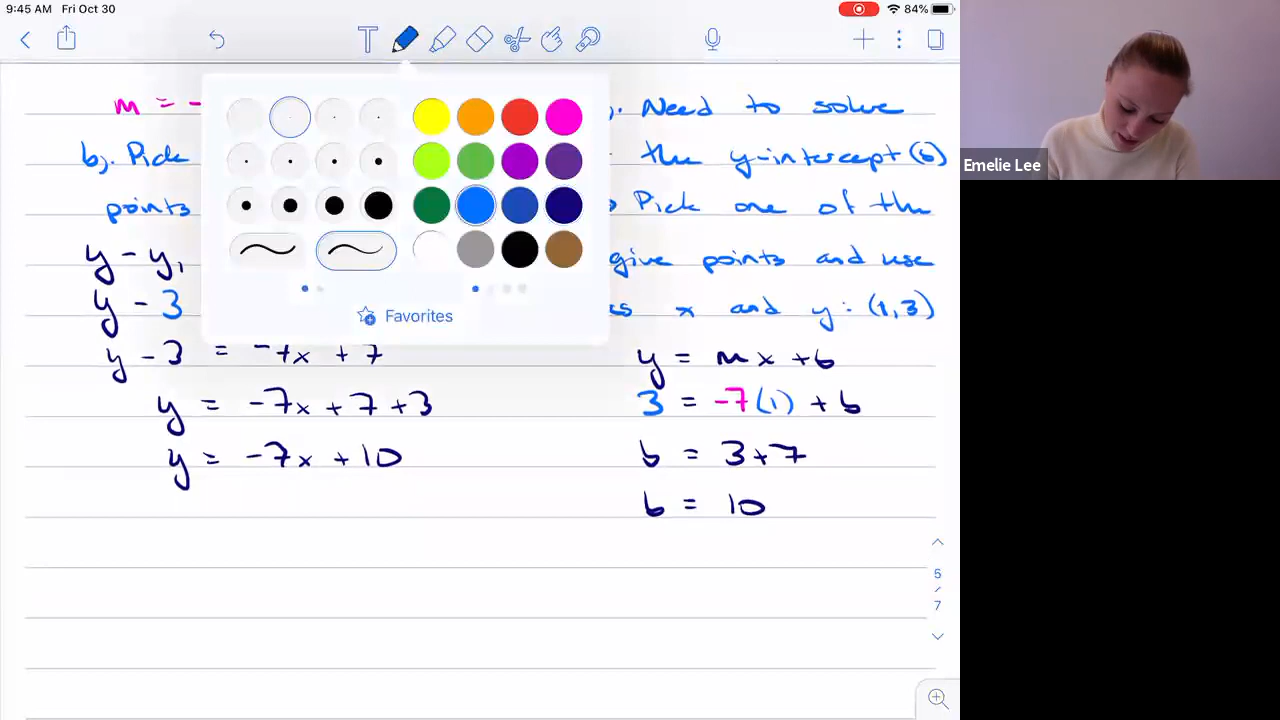 9:45 AM Fri Oct 30
84%
T
m = -
b). Pick
points
y - y₁
y - 3
y - 3 = -7x + 7
y = -7x + 7 + 3
y = -7x + 10
Favorites
. Need to solve
the y-intercept (b)
Pick one of the
give points and use
x and y: (1,3)
y = mx + b
3 = -7(1) + b
b = 3+7
b = 10
5
/
7
Emelie Lee